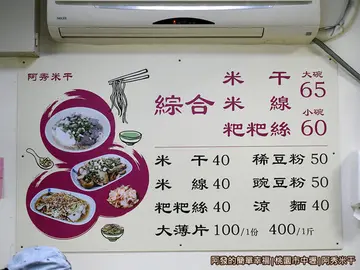 阿秀米干
米干 大碗
綜合米線 65
小碗
粑粑絲 60
米干40 稀豆粉50
米線40 豌豆粉50
粑粑絲40 涼麵40
大薄片 100/1份 400/1斤
阿發的簡單幸福|桃園市中壢|阿秀米干